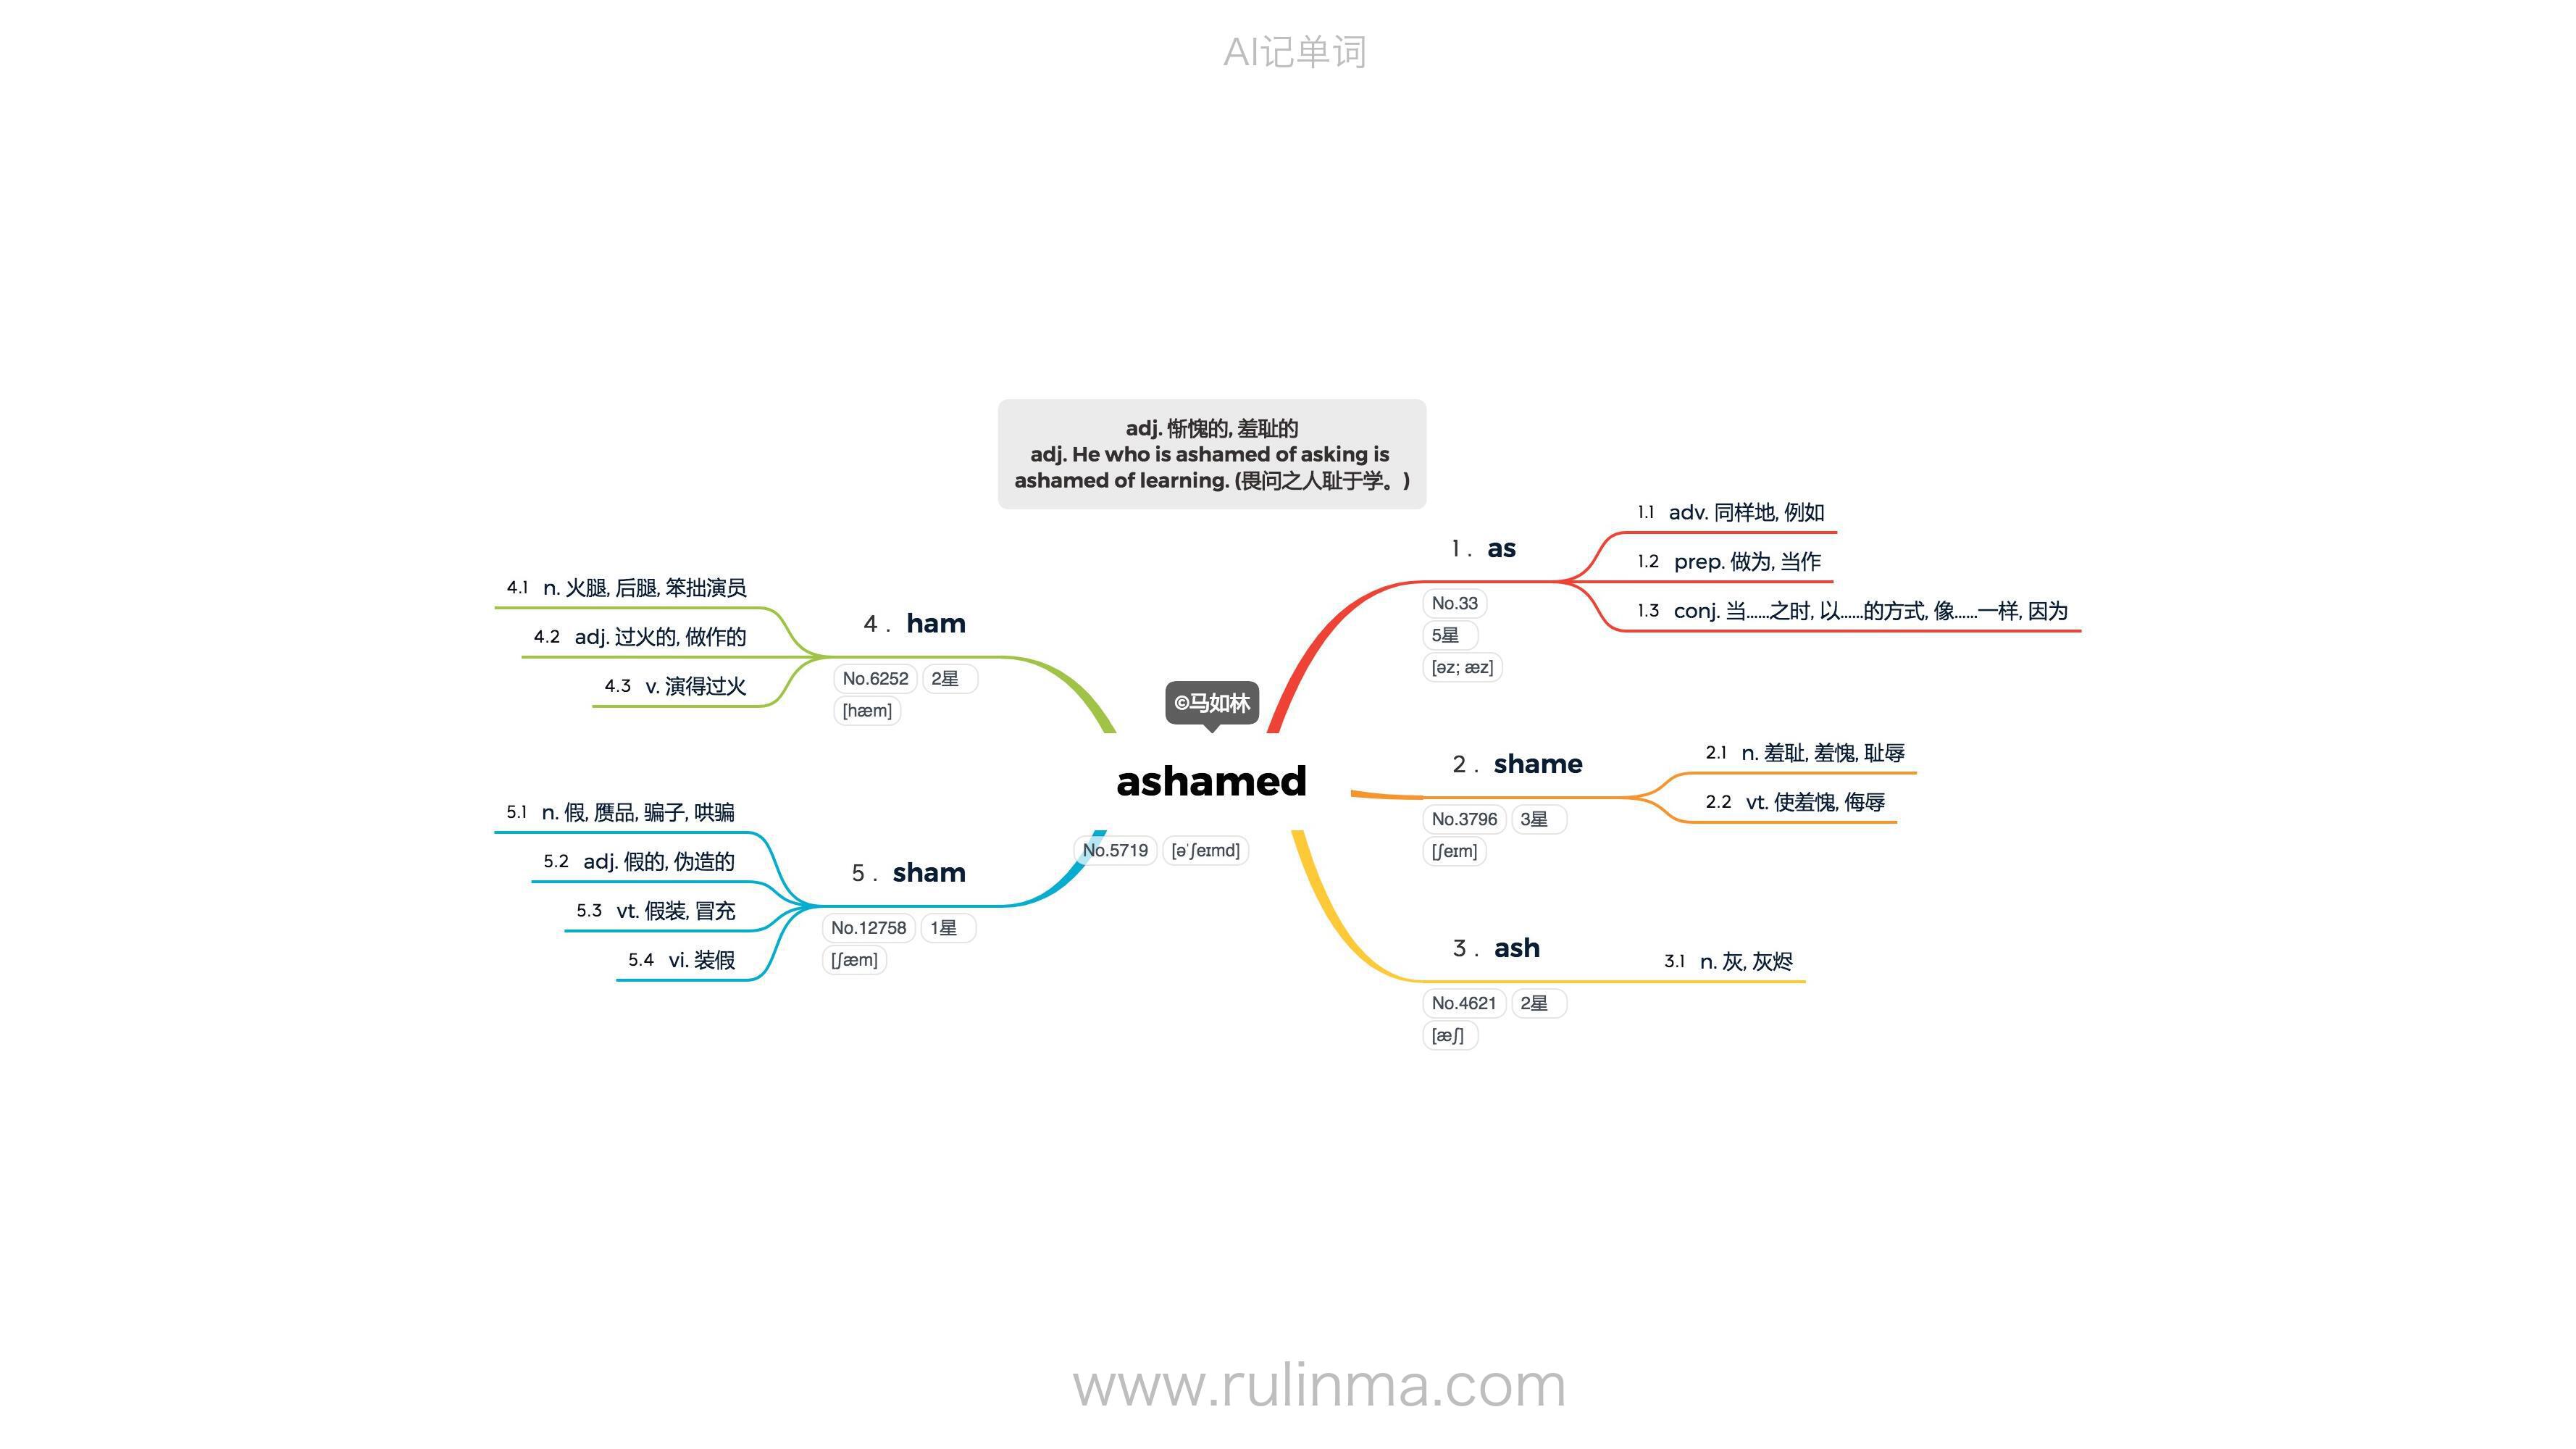 AI记单词
adj. 惭愧的, 羞耻的
adj. He who is ashamed of asking is
ashamed of learning. (畏问之人耻于学。)
©马如林
ashamed
No.5719 [əˈʃeɪmd]
1. as
No.33
5星
[əz; æz]
1.1 adv. 同样地, 例如
1.2 prep. 做为, 当作
1.3 conj. 当……之时, 以……的方式, 像……一样, 因为
2. shame
No.3796 3星
[ʃeɪm]
2.1 n. 羞耻, 羞愧, 耻辱
2.2 vt. 使羞愧, 侮辱
3. ash
No.4621 2星
[æʃ]
3.1 n. 灰, 灰烬
4. ham
No.6252 2星
[hæm]
4.1 n. 火腿, 后腿, 笨拙演员
4.2 adj. 过火的, 做作的
4.3 v. 演得过火
5. sham
No.12758 1星
[ʃæm]
5.1 n. 假, 赝品, 骗子, 哄骗
5.2 adj. 假的, 伪造的
5.3 vt. 假装, 冒充
5.4 vi. 装假
www.rulinma.com